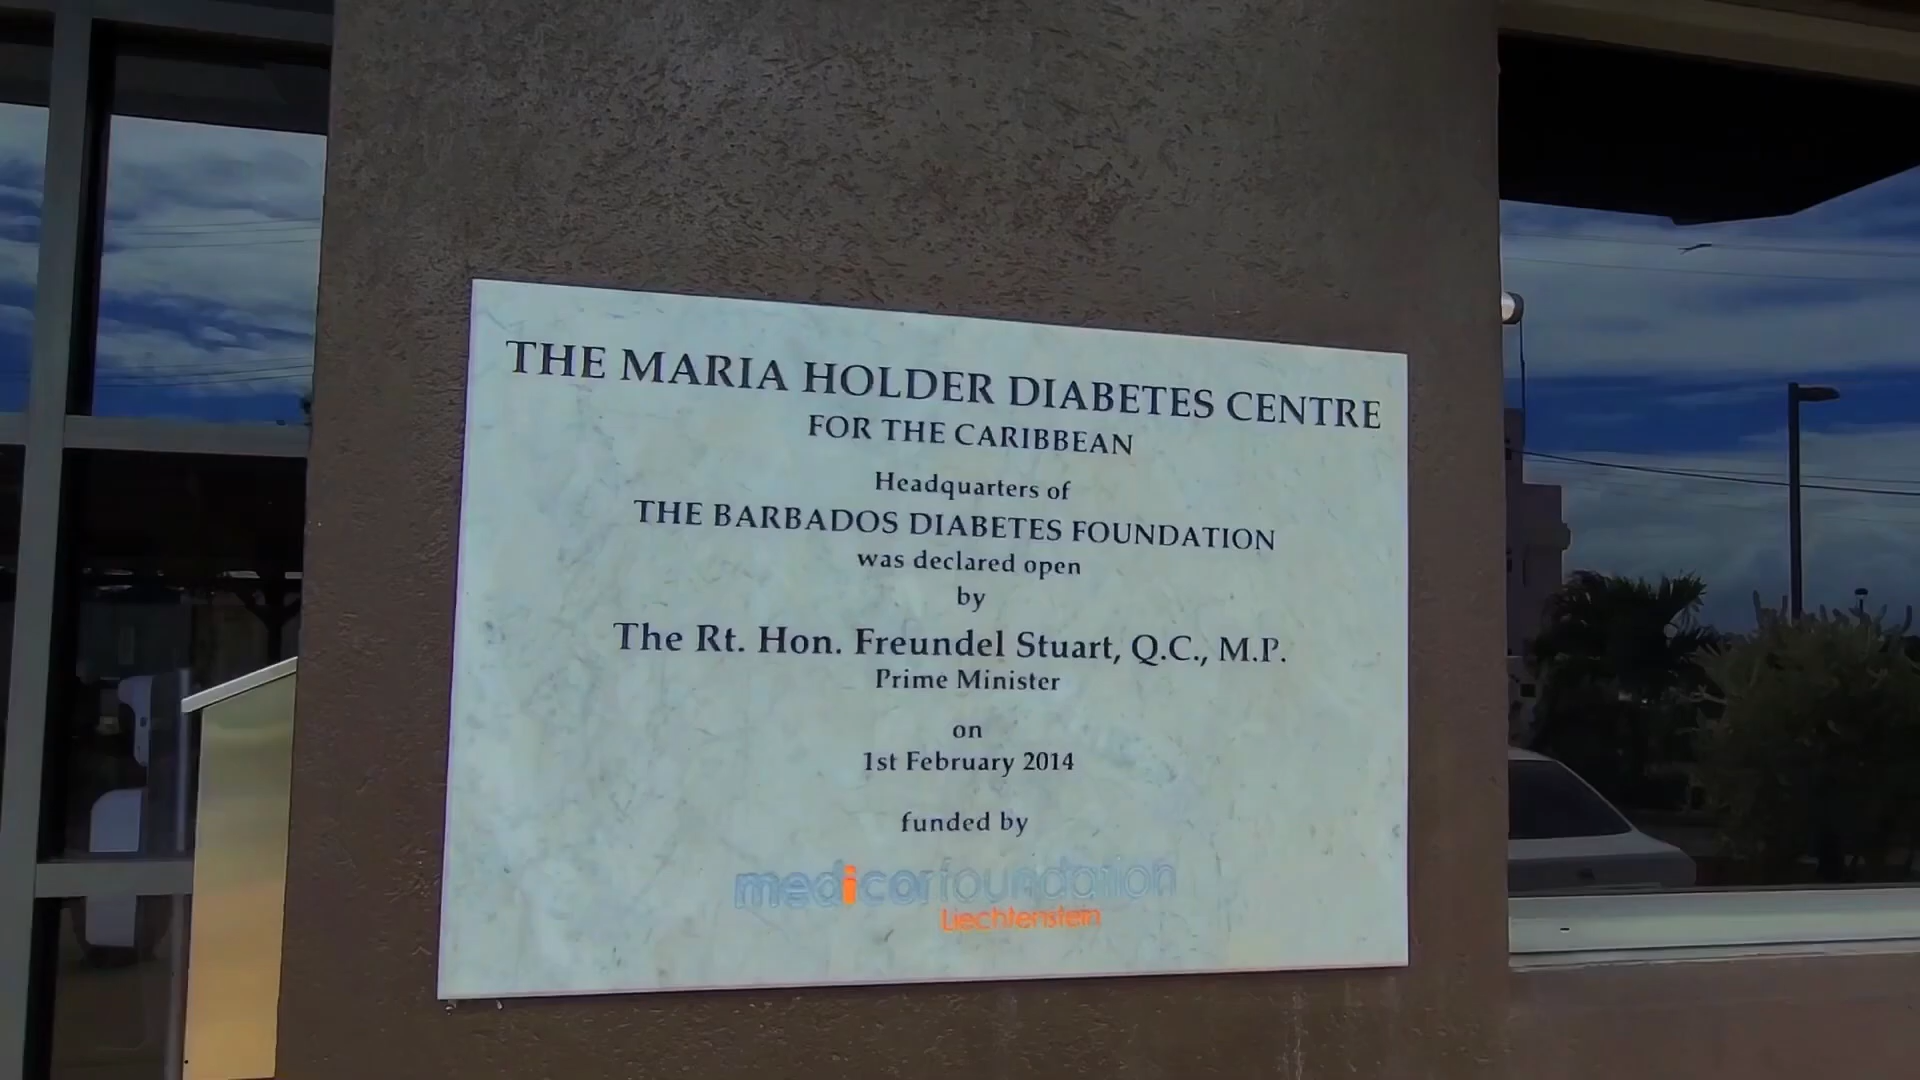 THE MARIA HOLDER DIABETES CENTRE
FOR THE CARIBBEAN
Headquarters of
THE BARBADOS DIABETES FOUNDATION
was declared open
by
The Rt. Hon. Freundel Stuart, Q.C., M.P.
Prime Minister
on
1st February 2014
funded by
medicorfoundation
Liechtenstein